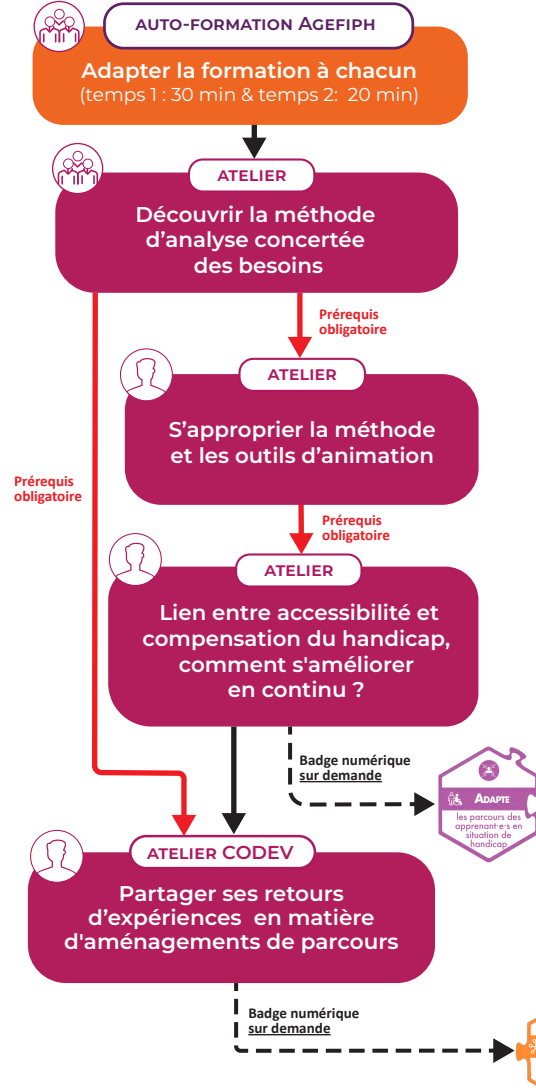 AUTO-FORMATION AGEFIPH
Adapter la formation à chacun
(temps 1 : 30 min & temps 2: 20 min)
ATELIER
Découvrir la méthode
d'analyse concertée
des besoins
Prérequis
obligatoire
ATELIER
S'approprier la méthode
et les outils d'animation
Prérequis
obligatoire
Prérequis
obligatoire
ATELIER
Lien entre accessibilité et
compensation du handicap,
comment s'améliorer
en continu ?
Badge numérique
sur demande
ADAPTE
les parcours des
apprenant·e·s en
situation de
handicap
ATELIER CODEV
Partager ses retours
d'expériences en matière
d'aménagements de parcours
Badge numérique
sur demande